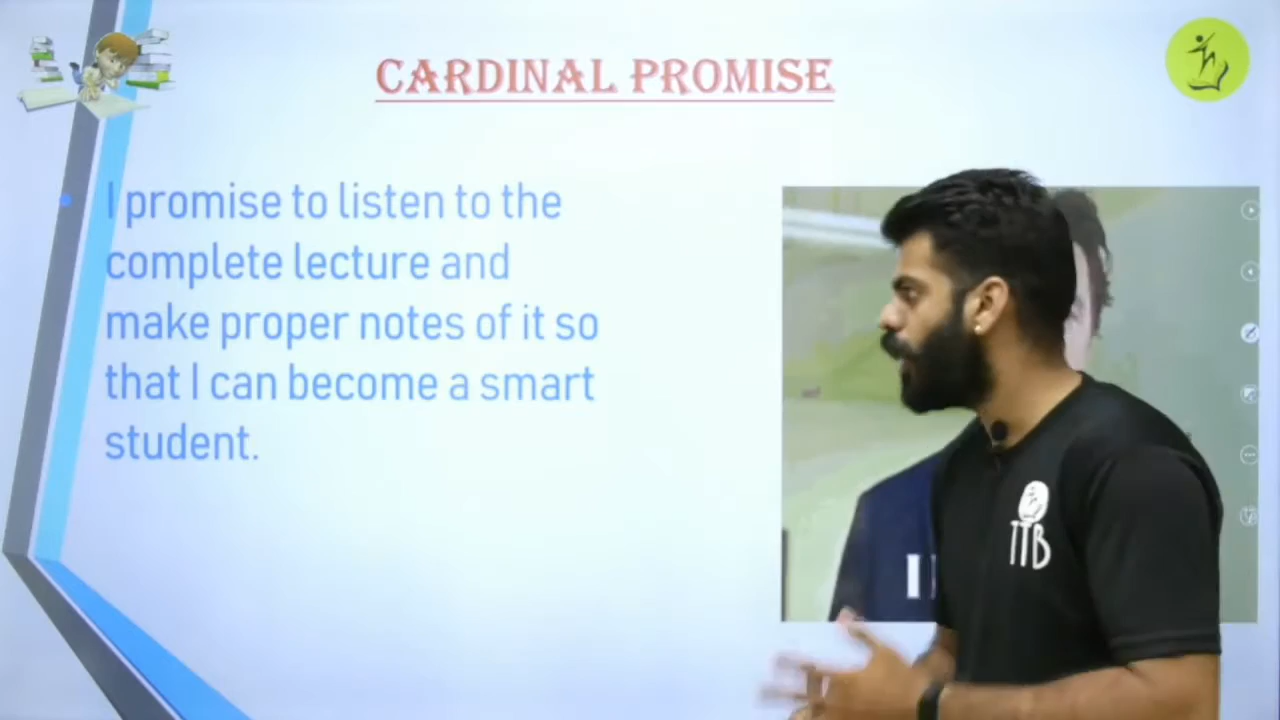 CARDINAL PROMISE
I promise to listen to the
complete lecture and
make proper notes of it so
that I can become a smart
student.
TTB